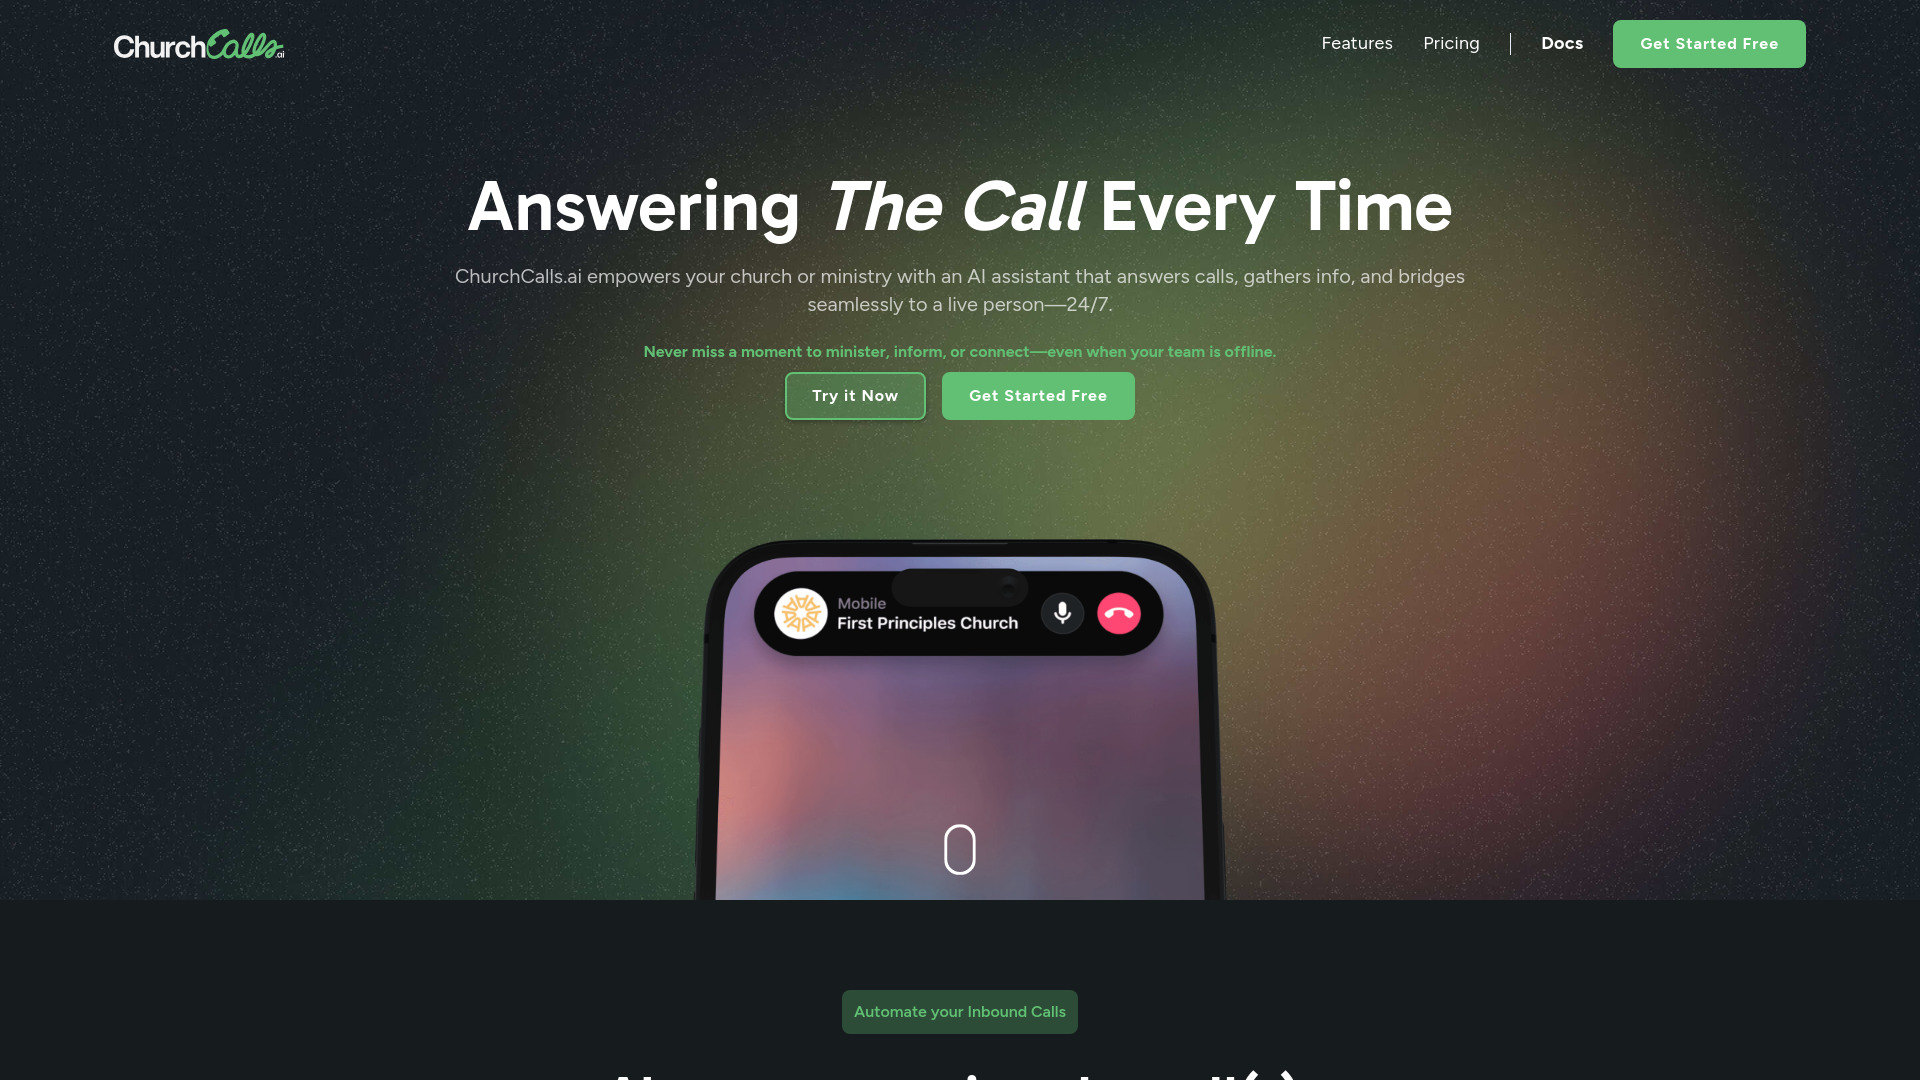 ChurchCalls.ai
Features
Pricing
Docs
Get Started Free
Answering The Call Every Time
ChurchCalls.ai empowers your church or ministry with an AI assistant that answers calls, gathers info, and bridges
seamlessly to a live person—24/7.
Never miss a moment to minister, inform, or connect—even when your team is offline.
Try it Now
Get Started Free
Mobile
First Principles Church
Automate your Inbound Calls